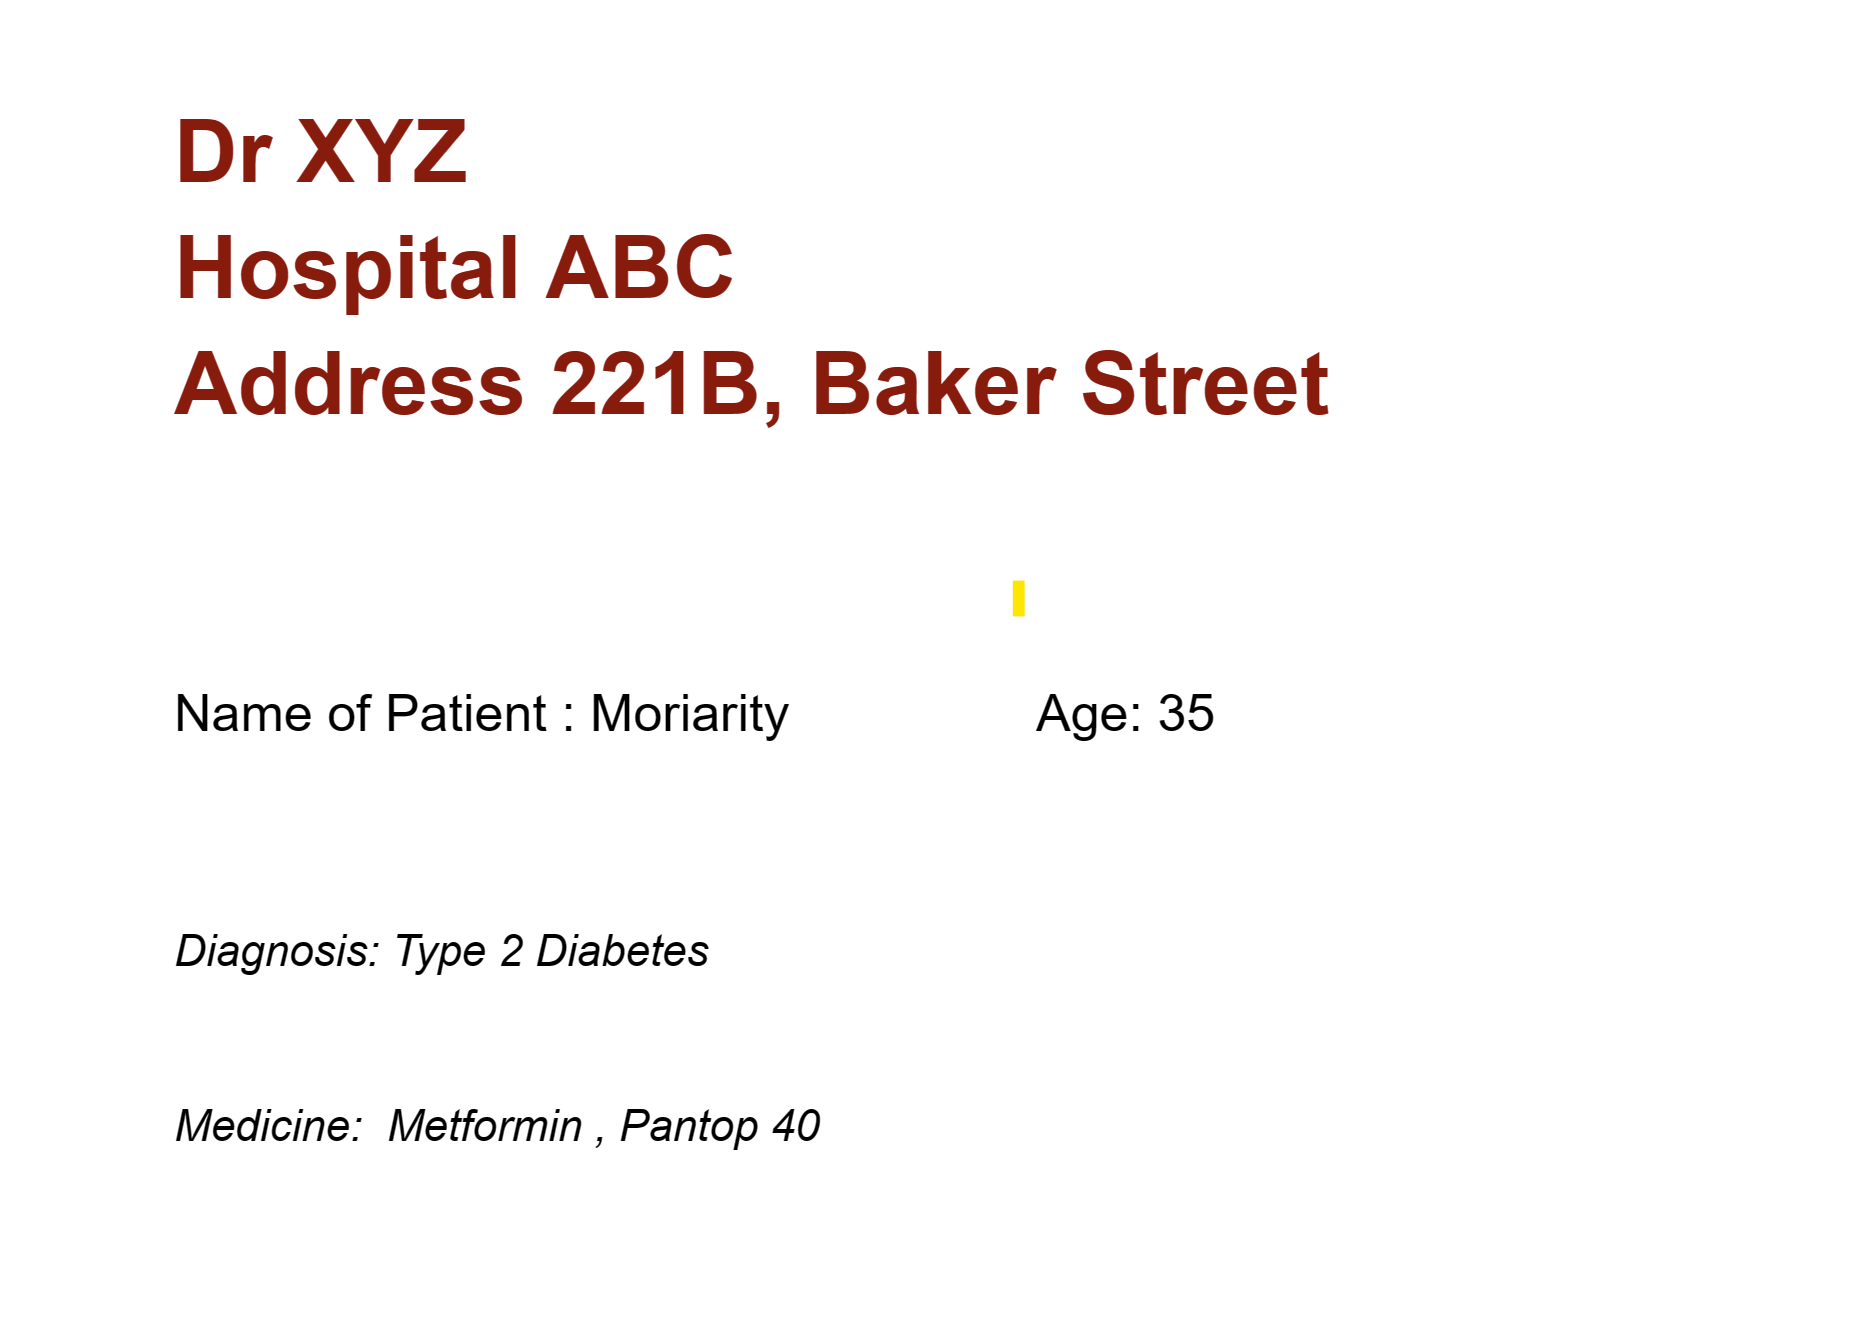 Dr XYZ
Hospital ABC
Address 221B, Baker Street
Name of Patient : Moriarity Age: 35
Diagnosis: Type 2 Diabetes
Medicine:  Metformin , Pantop 40